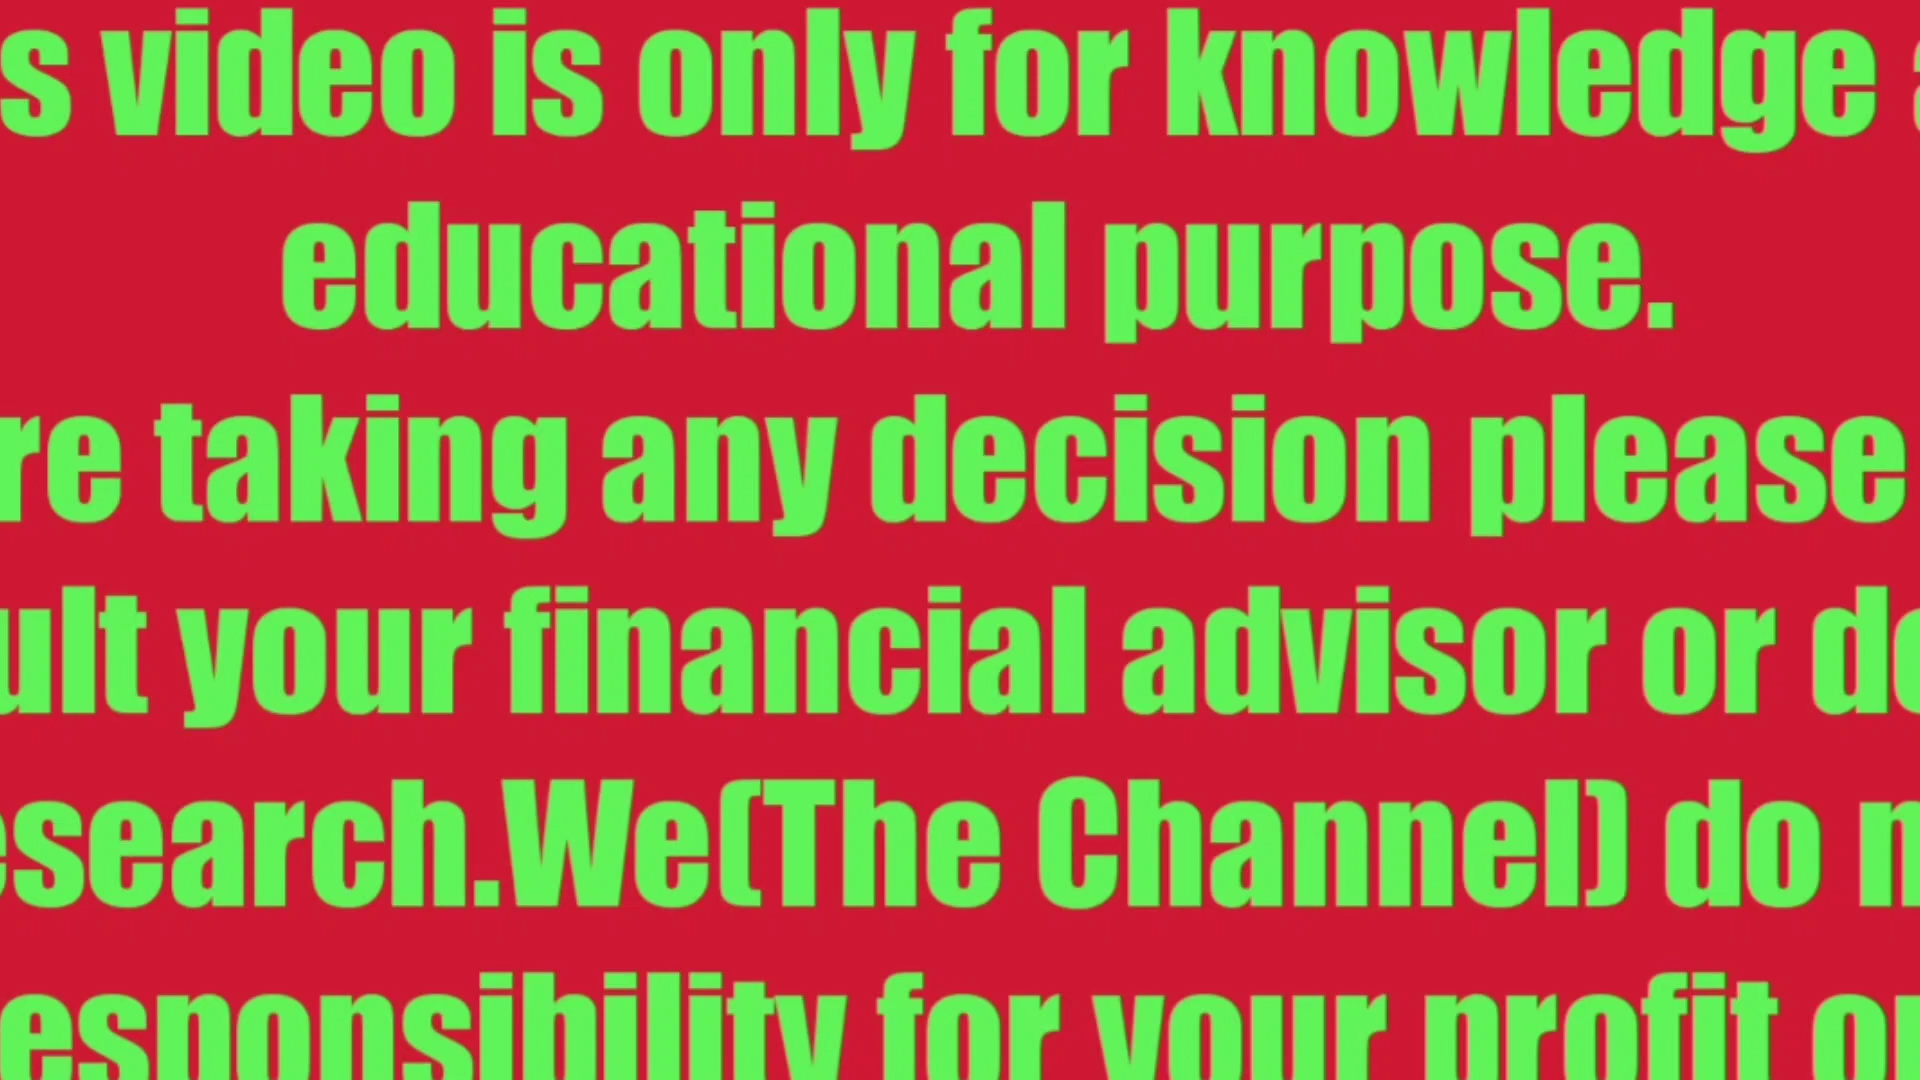 s video is only for knowledge
educational purpose.
re taking any decision please
ult your financial advisor or
esearch.We(The Channel) do
esponsibility for your profit